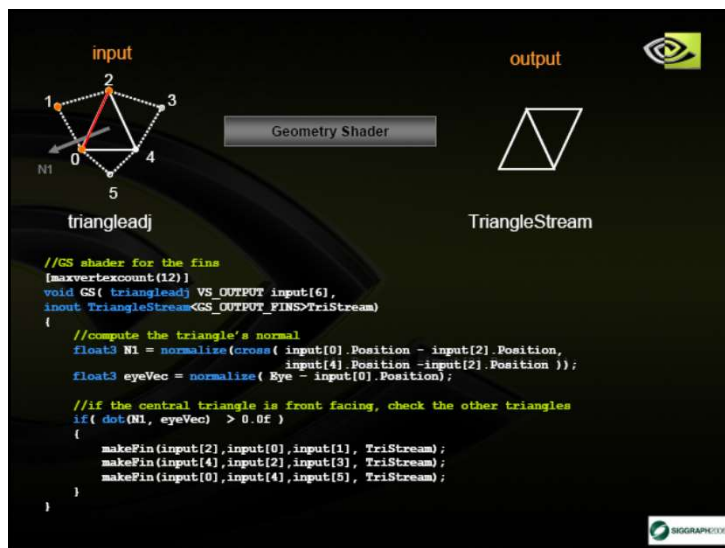 input
output
2
1
3
Geometry Shader
0
4
N1
5
triangleadj
TriangleStream
//GS shader for the fins
[maxvertexcount(12)]
void GS( triangleadj VS_OUTPUT input[6],
inout TriangleStream<GS_OUTPUT_FINS>TriStream)
{
//compute the triangle's normal
float3 N1 = normalize(cross( input[0].Position - input[2].Position,
input[4].Position -input[2].Position ));
float3 eyeVec = normalize( Eye - input[0].Position);
//if the central triangle is front facing, check the other triangles
if( dot(N1, eyeVec)  > 0.0f )
{
makeFin(input[2],input[0],input[1], TriStream);
makeFin(input[4],input[2],input[3], TriStream);
makeFin(input[0],input[4],input[5], TriStream);
}
}
SIGGRAPH2006